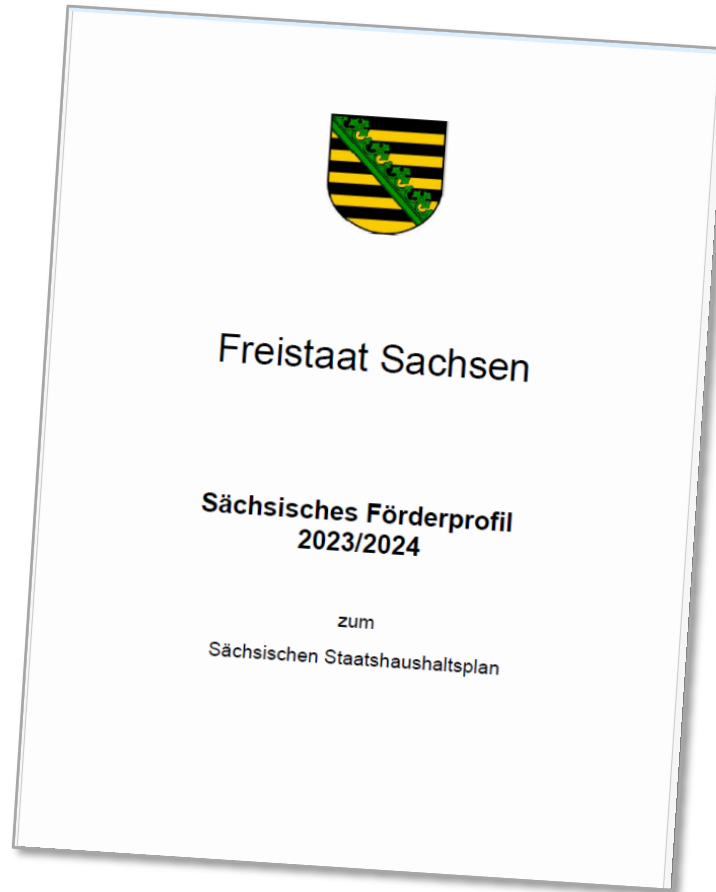 Freistaat Sachsen
Sächsisches Förderprofil
2023/2024
zum
Sächsischen Staatshaushaltsplan